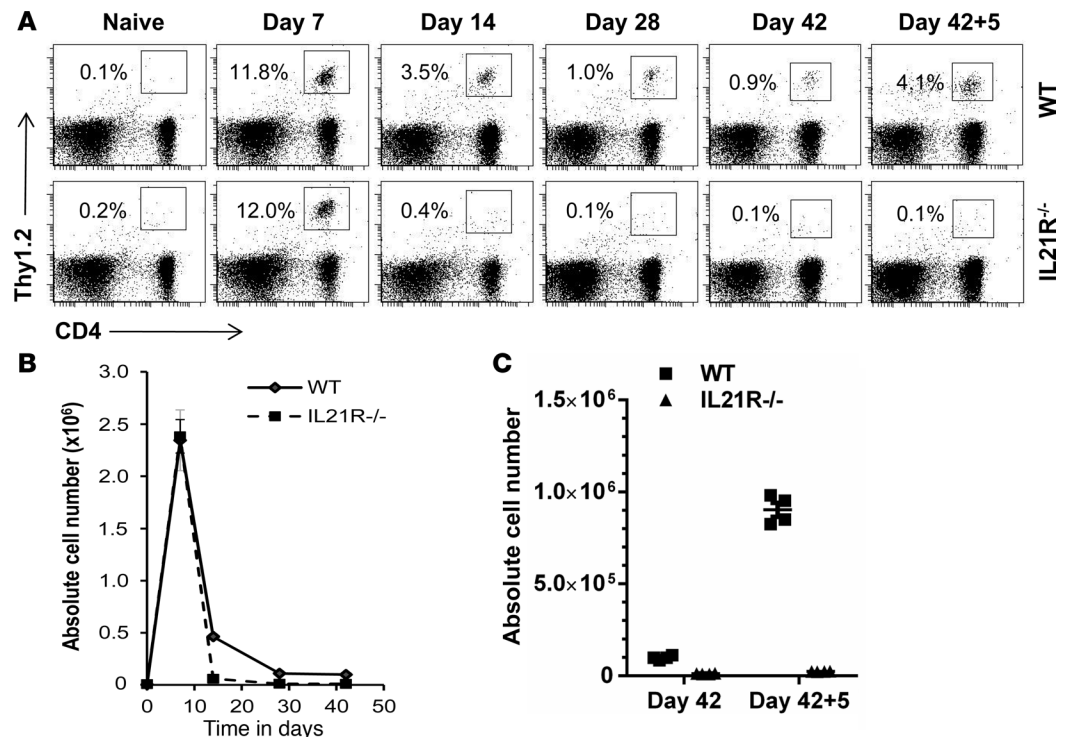 A
Naive Day 7 Day 14 Day 28 Day 42 Day 42+5
0.1% 11.8% 3.5% 1.0% 0.9% 4.1%
WT
0.2% 12.0% 0.4% 0.1% 0.1% 0.1%
IL21R-/-
Thy1.2
CD4
B
WT
IL21R-/-
Absolute cell number (x10⁶)
3.0
2.5
2.0
1.5
1.0
0.5
0
0 10 20 30 40 50
Time in days
C
WT
IL21R-/-
Absolute cell number
1.5×10⁶
1.0×10⁶
5.0×10⁵
0
Day 42 Day 42+5